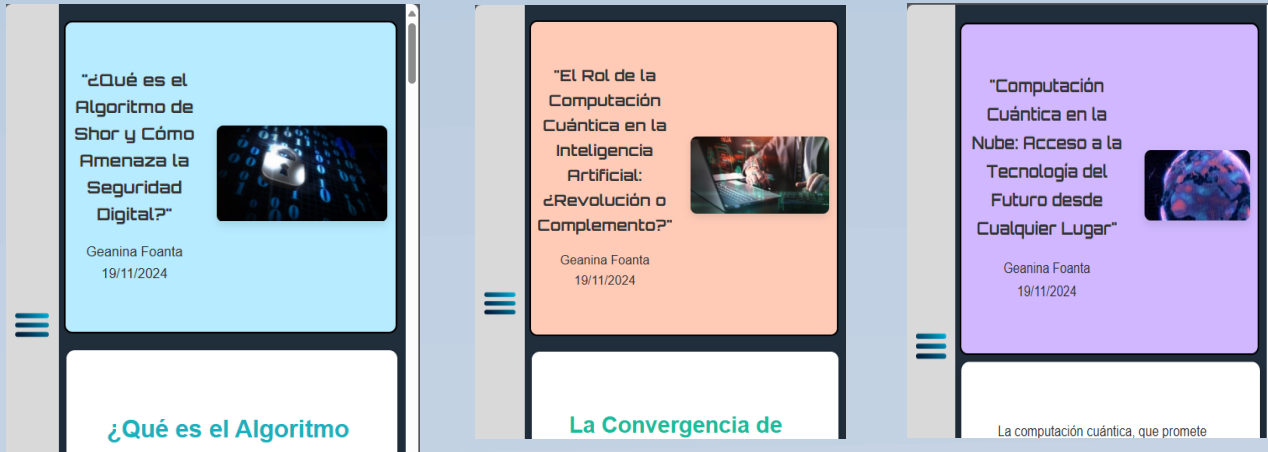 "¿Qué es el
Algoritmo de
Shor y Cómo
Amenaza la
Seguridad
Digital?"
Geanina Foanta
19/11/2024
¿Qué es el Algoritmo
"El Rol de la
Computación
Cuántica en la
Inteligencia
Artificial:
¿Revolución o
Complemento?"
Geanina Foanta
19/11/2024
La Convergencia de
"Computación
Cuántica en la
Nube: Acceso a la
Tecnología del
Futuro desde
Cualquier Lugar"
Geanina Foanta
19/11/2024
La computación cuántica, que promete